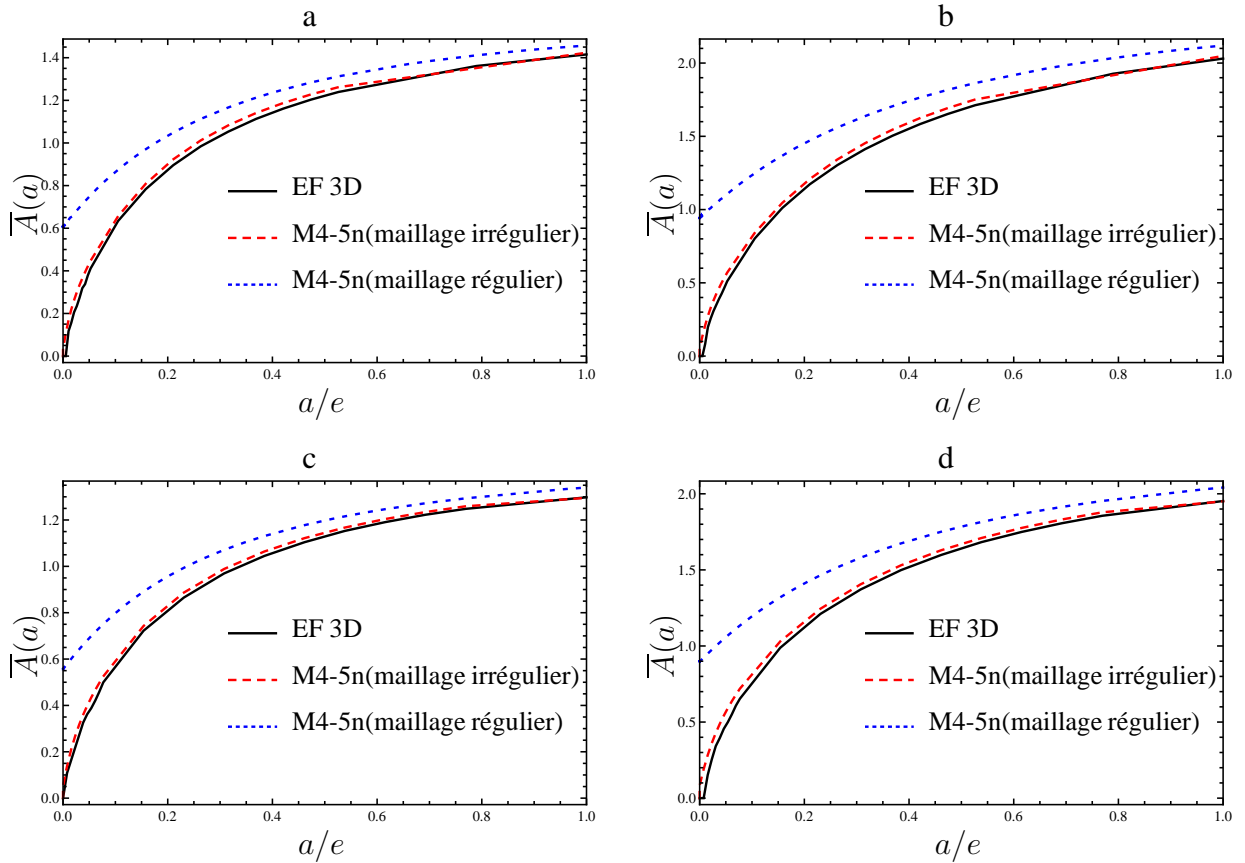 a
1.4
1.2
1.0
0.8
0.6
0.4
0.2
0.0
A(a)
EF 3D
M4-5n(maillage irrégulier)
M4-5n(maillage régulier)
0.0 0.2 0.4 0.6 0.8 1.0
a/e
b
2.0
1.5
1.0
0.5
0.0
A(a)
EF 3D
M4-5n(maillage irrégulier)
M4-5n(maillage régulier)
0.0 0.2 0.4 0.6 0.8 1.0
a/e
c
1.2
1.0
0.8
0.6
0.4
0.2
0.0
A(a)
EF 3D
M4-5n(maillage irrégulier)
M4-5n(maillage régulier)
0.0 0.2 0.4 0.6 0.8 1.0
a/e
d
2.0
1.5
1.0
0.5
0.0
A(a)
EF 3D
M4-5n(maillage irrégulier)
M4-5n(maillage régulier)
0.0 0.2 0.4 0.6 0.8 1.0
a/e